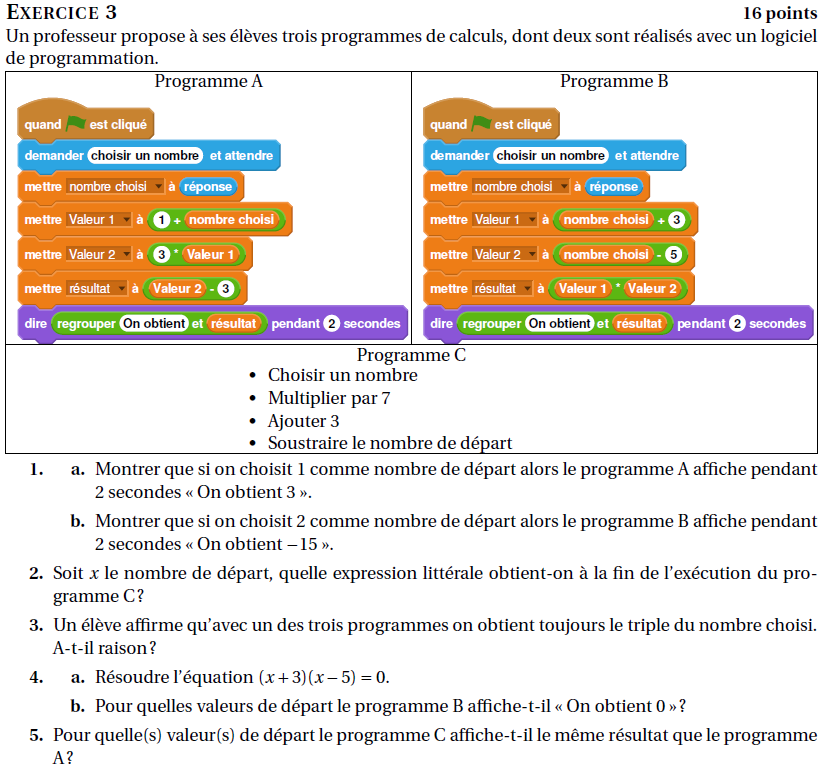 EXERCICE 3 16 points
Un professeur propose à ses élèves trois programmes de calculs, dont deux sont réalisés avec un logiciel
de programmation.
Programme A
quand est cliqué
demander choisir un nombre et attendre
mettre nombre choisi à réponse
mettre Valeur 1 à 1 + nombre choisi
mettre Valeur 2 à 3 * Valeur 1
mettre résultat à Valeur 2 - 3
dire regrouper On obtient et résultat pendant 2 secondes
Programme B
quand est cliqué
demander choisir un nombre et attendre
mettre nombre choisi à réponse
mettre Valeur 1 à nombre choisi + 3
mettre Valeur 2 à nombre choisi - 5
mettre résultat à Valeur 1 * Valeur 2
dire regrouper On obtient et résultat pendant 2 secondes
Programme C
• Choisir un nombre
• Multiplier par 7
• Ajouter 3
• Soustraire le nombre de départ
1. a. Montrer que si on choisit 1 comme nombre de départ alors le programme A affiche pendant
2 secondes « On obtient 3 ».
b. Montrer que si on choisit 2 comme nombre de départ alors le programme B affiche pendant
2 secondes « On obtient −15 ».
2. Soit x le nombre de départ, quelle expression littérale obtient-on à la fin de l'exécution du pro-
gramme C?
3. Un élève affirme qu'avec un des trois programmes on obtient toujours le triple du nombre choisi.
A-t-il raison?
4. a. Résoudre l'équation (x + 3)(x − 5) = 0.
b. Pour quelles valeurs de départ le programme B affiche-t-il « On obtient 0 »?
5. Pour quelle(s) valeur(s) de départ le programme C affiche-t-il le même résultat que le programme
A?